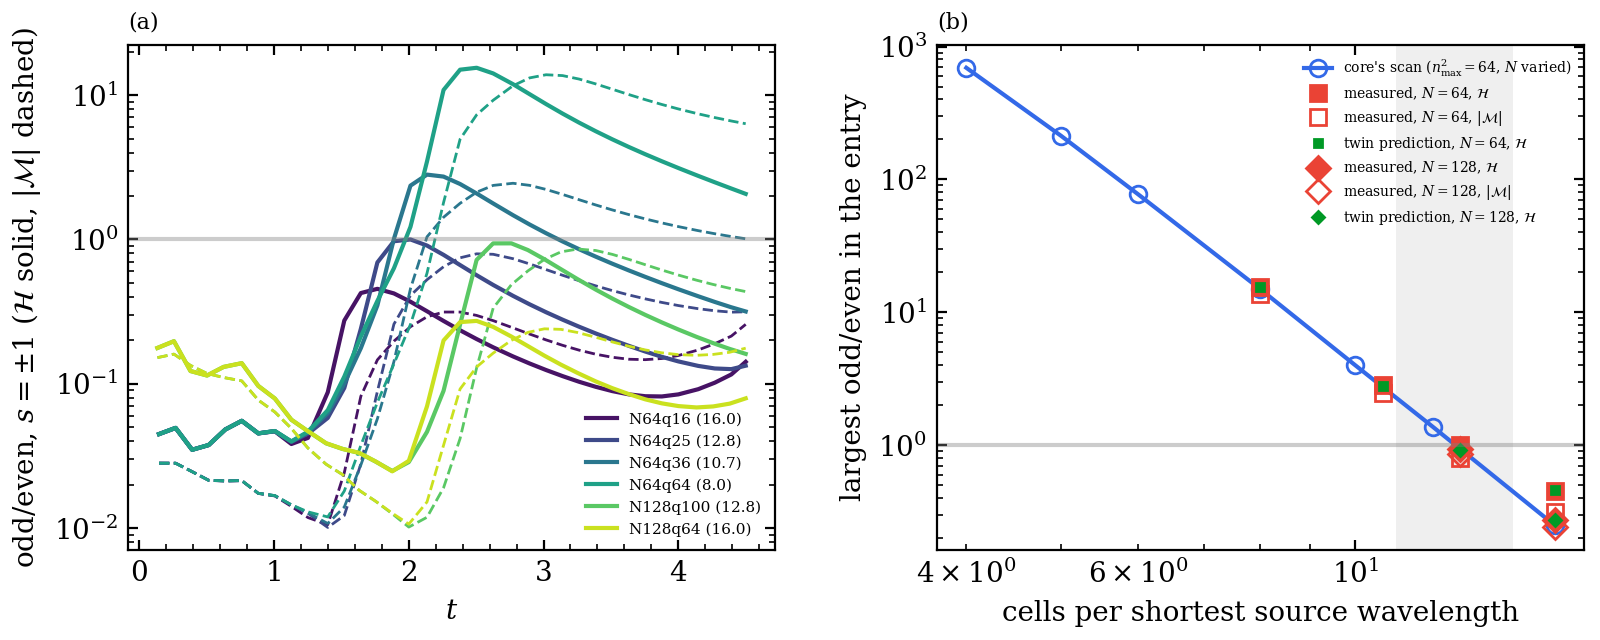 (a)
odd/even, s = ±1 (ℋ solid, |ℳ| dashed)
10¹
10⁰
10⁻¹
10⁻²
N64q16 (16.0)
N64q25 (12.8)
N64q36 (10.7)
N64q64 (8.0)
N128q100 (12.8)
N128q64 (16.0)
0 1 2 3 4
t
(b)
largest odd/even in the entry
10³
10²
10¹
10⁰
core's scan (n²max = 64, N varied)
measured, N = 64, ℋ
measured, N = 64, |ℳ|
twin prediction, N = 64, ℋ
measured, N = 128, ℋ
measured, N = 128, |ℳ|
twin prediction, N = 128, ℋ
4 × 10⁰ 6 × 10⁰ 10¹
cells per shortest source wavelength